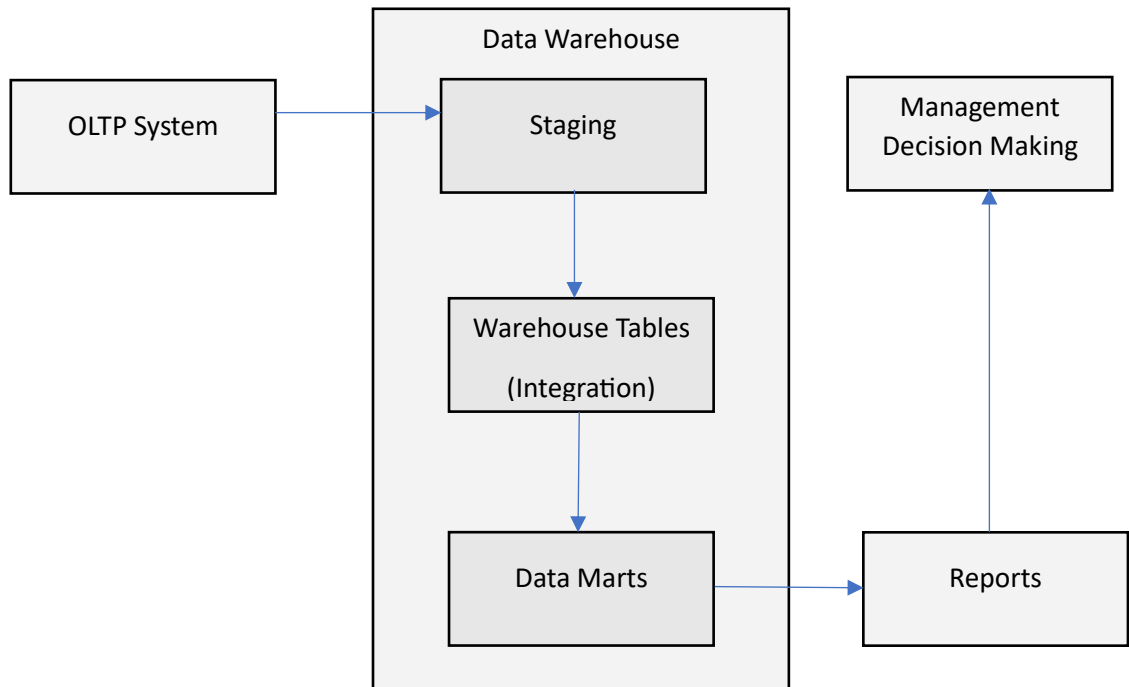 Data Warehouse
OLTP System
Staging
Management
Decision Making
Warehouse Tables
(Integration)
Data Marts
Reports